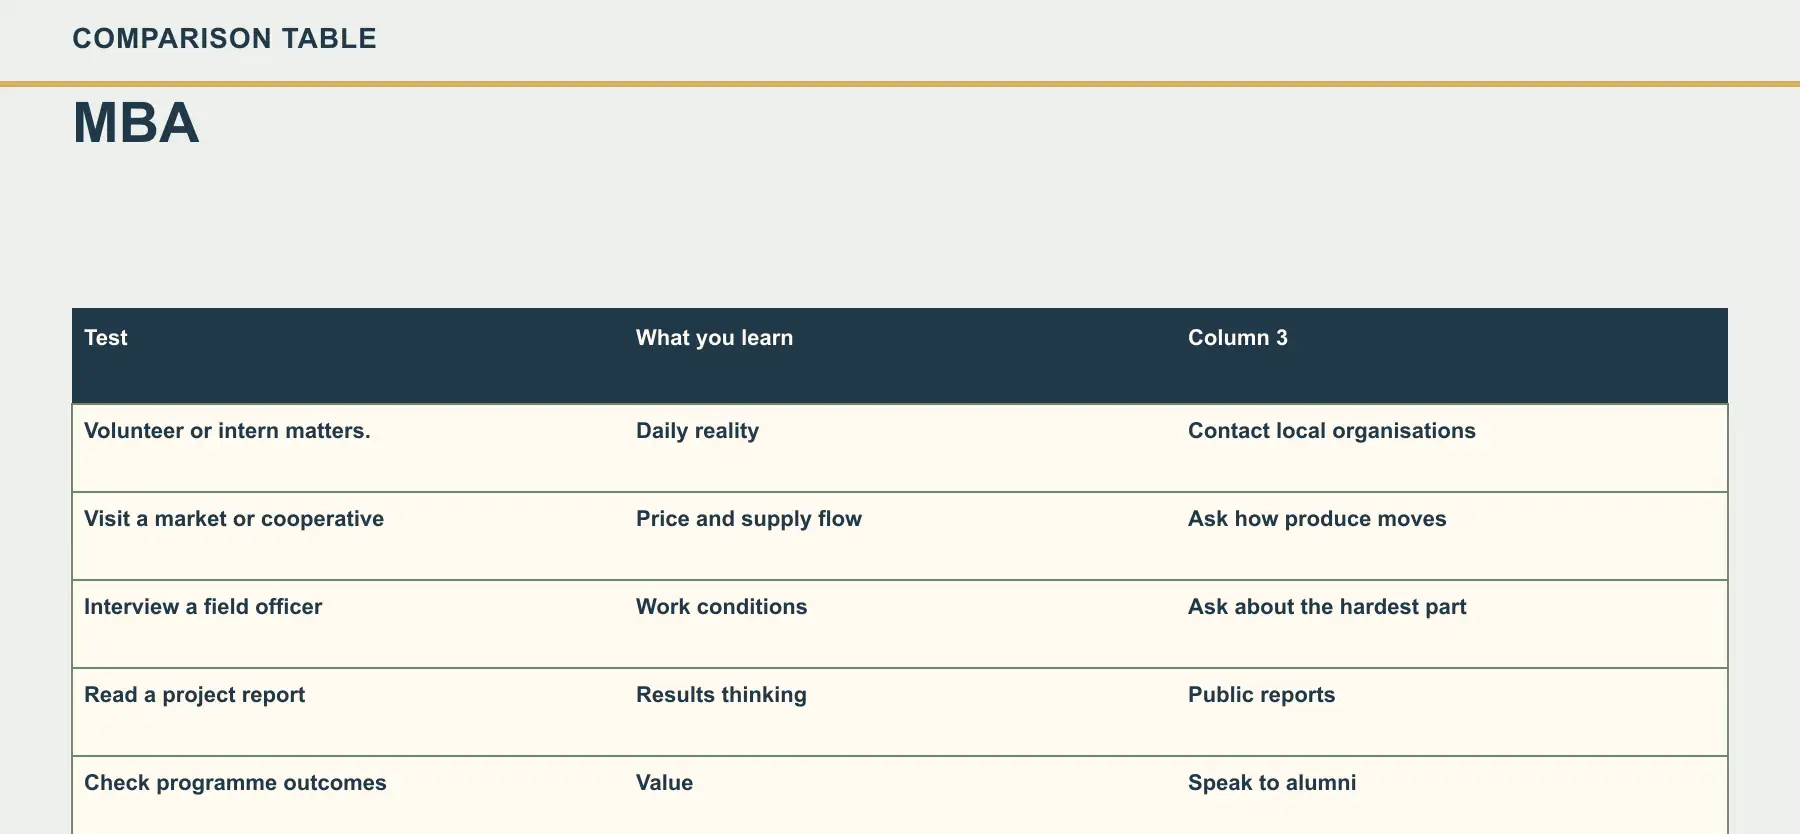 COMPARISON TABLE
MBA
Test What you learn Column 3
Volunteer or intern matters. Daily reality Contact local organisations
Visit a market or cooperative Price and supply flow Ask how produce moves
Interview a field officer Work conditions Ask about the hardest part
Read a project report Results thinking Public reports
Check programme outcomes Value Speak to alumni